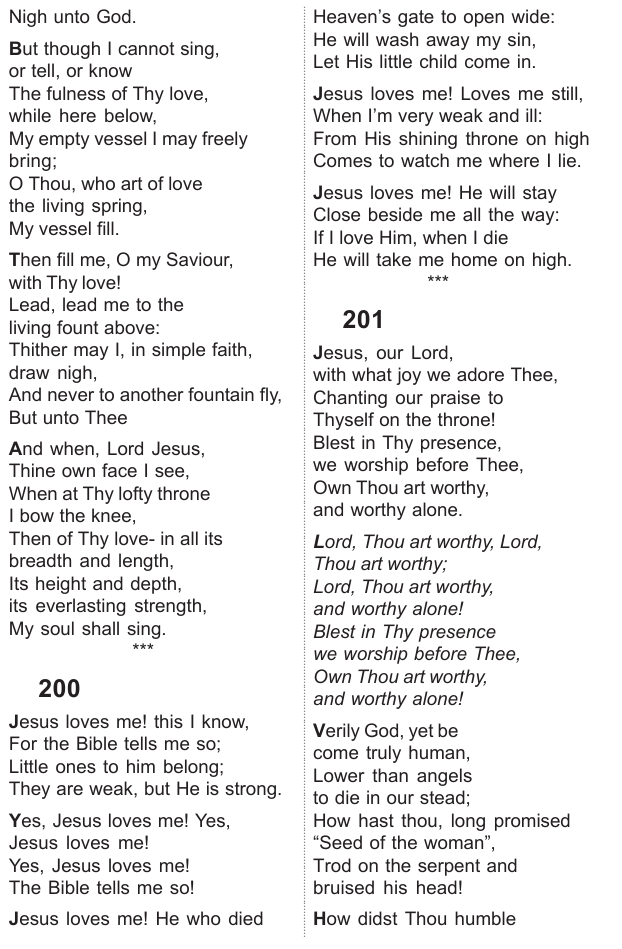 Nigh unto God.
But though I cannot sing,
or tell, or know
The fulness of Thy love,
while here below,
My empty vessel I may freely
bring;
O Thou, who art of love
the living spring,
My vessel fill.
Then fill me, O my Saviour,
with Thy love!
Lead, lead me to the
living fount above:
Thither may I, in simple faith,
draw nigh,
And never to another fountain fly,
But unto Thee
And when, Lord Jesus,
Thine own face I see,
When at Thy lofty throne
I bow the knee,
Then of Thy love- in all its
breadth and length,
Its height and depth,
its everlasting strength,
My soul shall sing.
***
200
Jesus loves me! this I know,
For the Bible tells me so;
Little ones to him belong;
They are weak, but He is strong.
Yes, Jesus loves me! Yes,
Jesus loves me!
Yes, Jesus loves me!
The Bible tells me so!
Jesus loves me! He who died
Heaven's gate to open wide:
He will wash away my sin,
Let His little child come in.
Jesus loves me! Loves me still,
When I'm very weak and ill:
From His shining throne on high
Comes to watch me where I lie.
Jesus loves me! He will stay
Close beside me all the way:
If I love Him, when I die
He will take me home on high.
***
201
Jesus, our Lord,
with what joy we adore Thee,
Chanting our praise to
Thyself on the throne!
Blest in Thy presence,
we worship before Thee,
Own Thou art worthy,
and worthy alone.
Lord, Thou art worthy, Lord,
Thou art worthy;
Lord, Thou art worthy,
and worthy alone!
Blest in Thy presence
we worship before Thee,
Own Thou art worthy,
and worthy alone!
Verily God, yet be
come truly human,
Lower than angels
to die in our stead;
How hast thou, long promised
“Seed of the woman”,
Trod on the serpent and
bruised his head!
How didst Thou humble